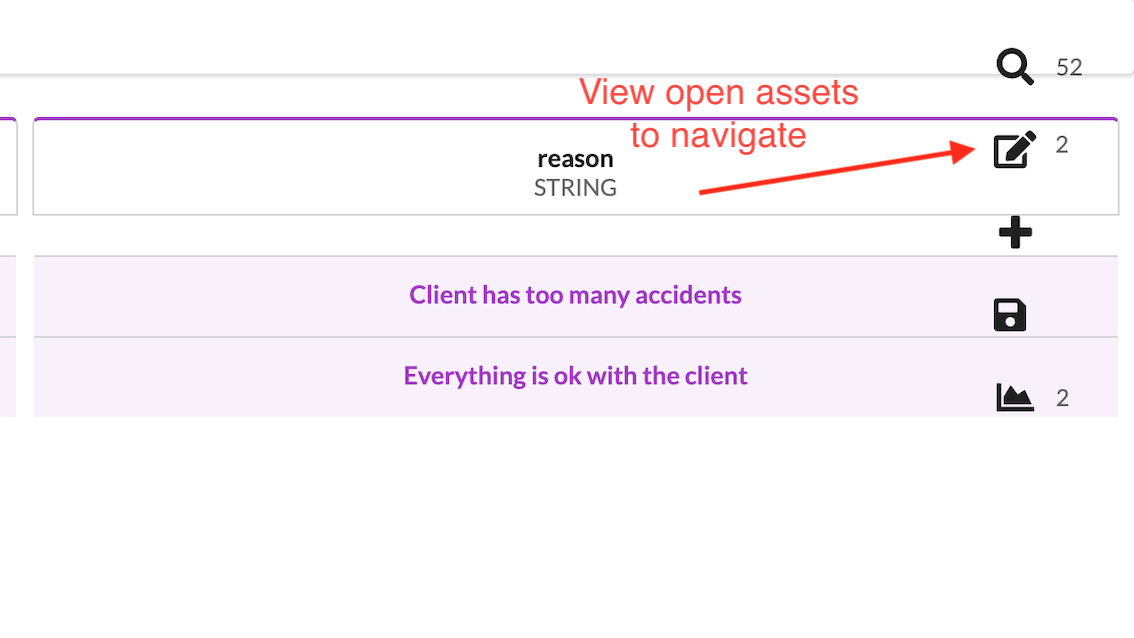 52
View open assets
to navigate
2
reason
STRING
Client has too many accidents
Everything is ok with the client
2